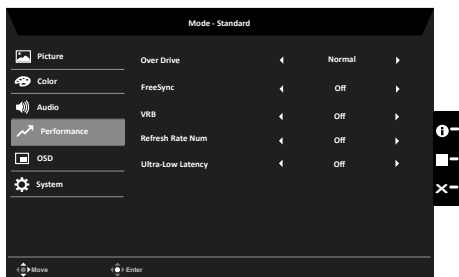 Mode - Standard
Picture
Color
Audio
Performance
OSD
System
Over Drive Normal
FreeSync Off
VRB Off
Refresh Rate Num Off
Ultra-Low Latency Off
Move Enter